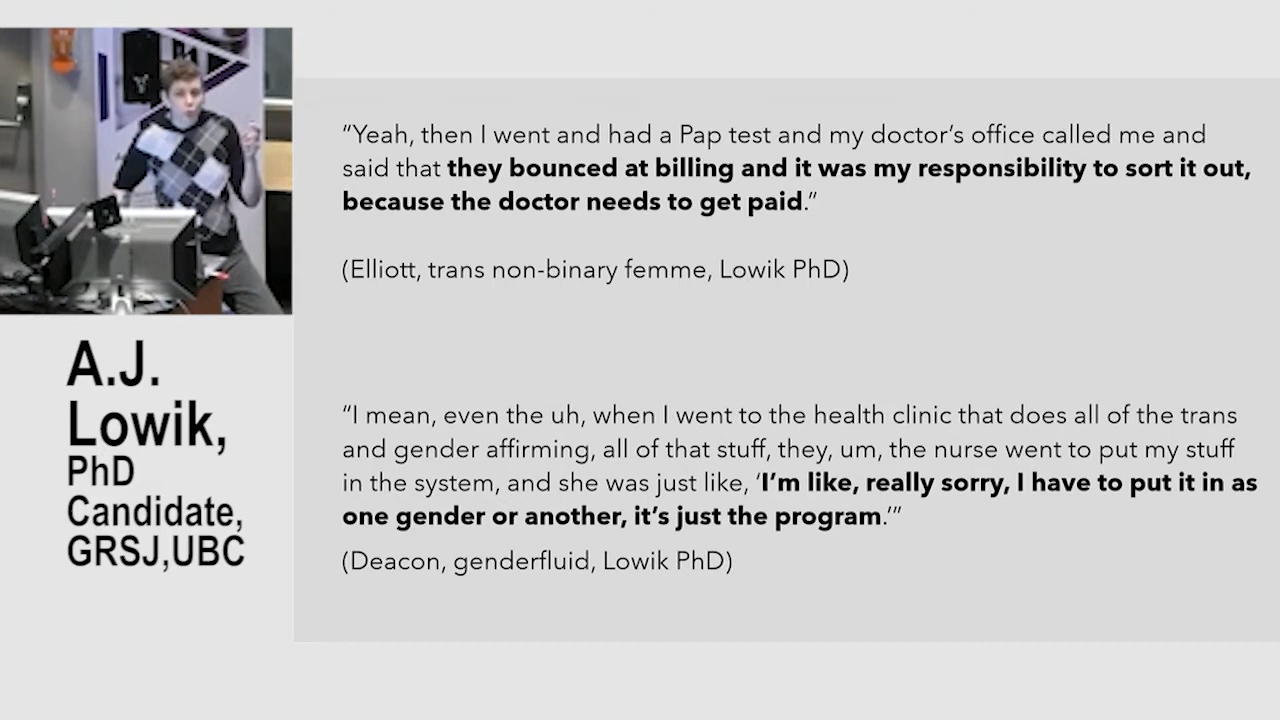 A.J.
Lowik,
PhD
Candidate,
GRSJ,UBC
“Yeah, then I went and had a Pap test and my doctor’s office called me and
said that they bounced at billing and it was my responsibility to sort it out,
because the doctor needs to get paid.”
(Elliott, trans non-binary femme, Lowik PhD)
“I mean, even the uh, when I went to the health clinic that does all of the trans
and gender affirming, all of that stuff, they, um, the nurse went to put my stuff
in the system, and she was just like, ‘I’m like, really sorry, I have to put it in as
one gender or another, it’s just the program.’”
(Deacon, genderfluid, Lowik PhD)